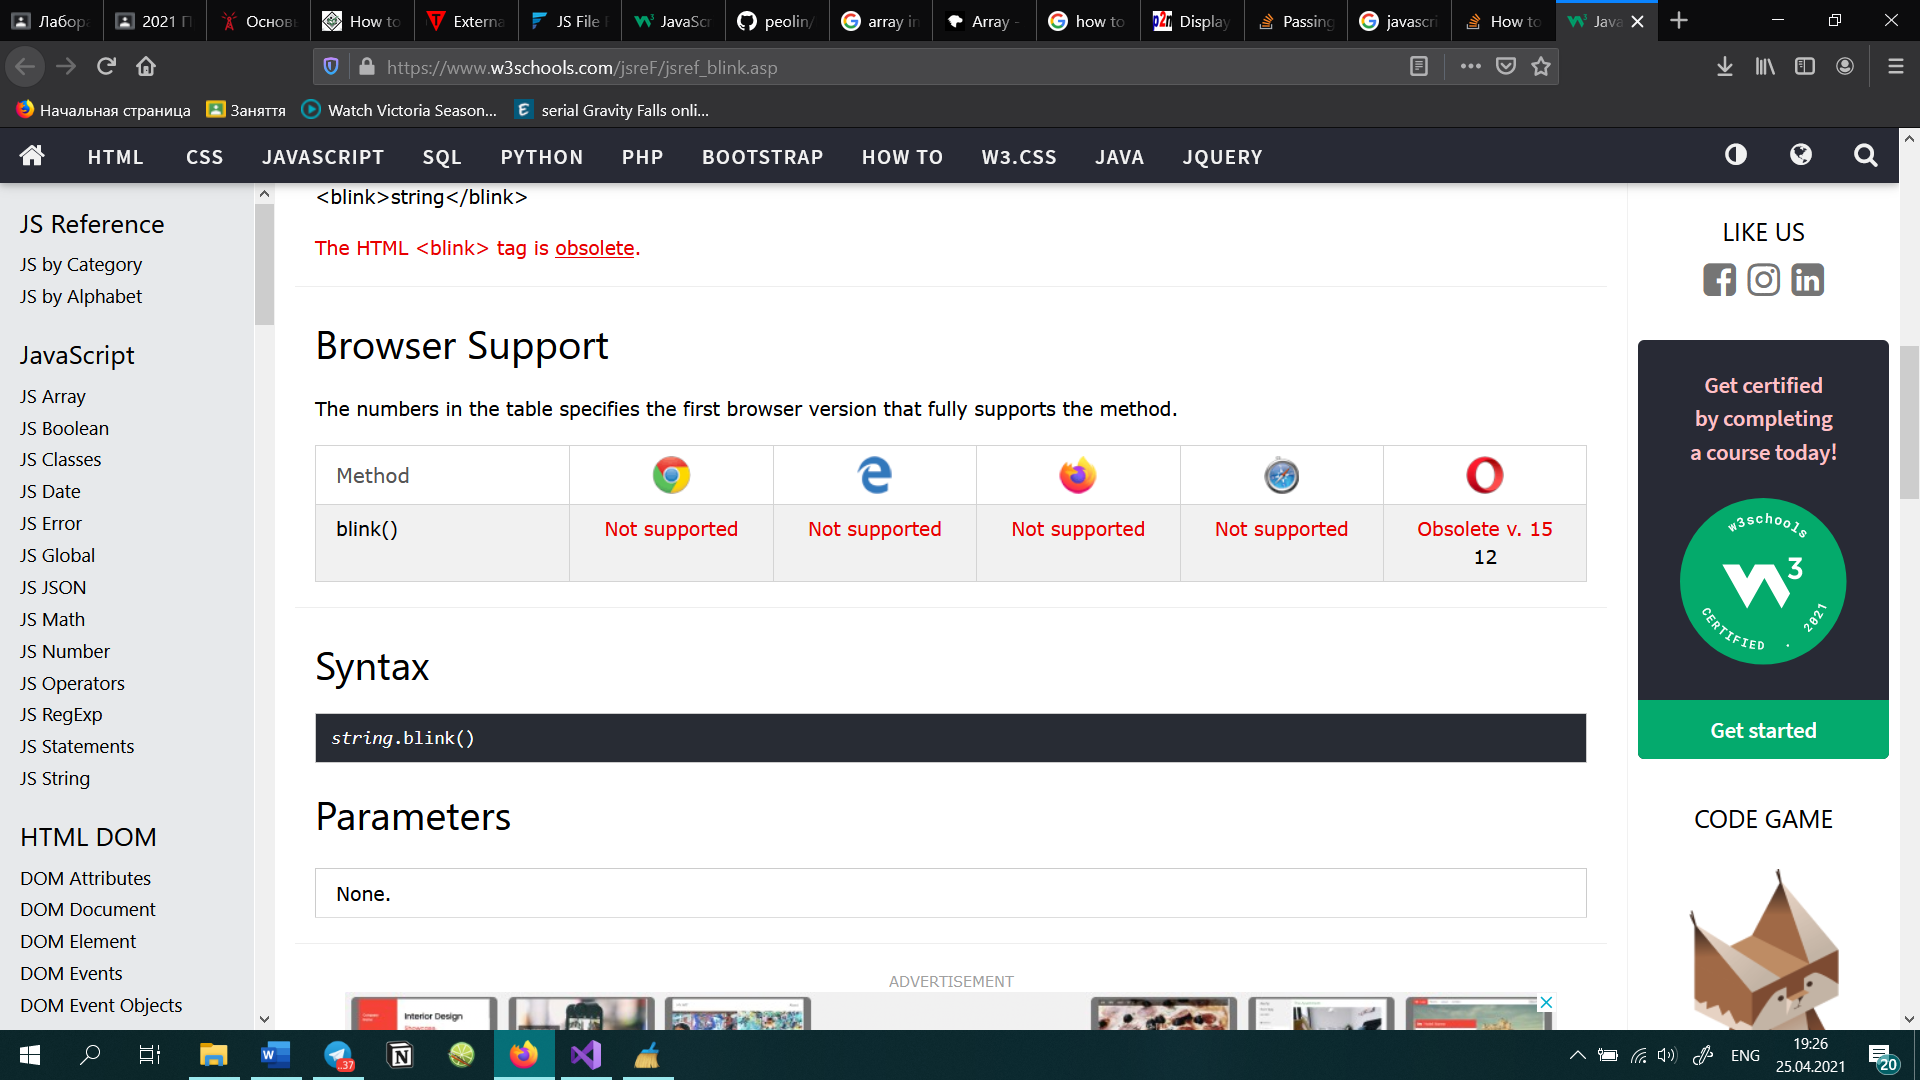 Лабора
2021 П
Основ
How to
Externa
JS File
JavaScr
peolin/
array in
Array -
how to
Display
Passing
javascri
How to
Java
https://www.w3schools.com/jsreF/jsref_blink.asp
Начальная страница
Заняття
Watch Victoria Season...
serial Gravity Falls onli...
HTML
CSS
JAVASCRIPT
SQL
PYTHON
PHP
BOOTSTRAP
HOW TO
W3.CSS
JAVA
JQUERY
JS Reference
JS by Category
JS by Alphabet
JavaScript
JS Array
JS Boolean
JS Classes
JS Date
JS Error
JS Global
JS JSON
JS Math
JS Number
JS Operators
JS RegExp
JS Statements
JS String
HTML DOM
DOM Attributes
DOM Document
DOM Element
DOM Events
DOM Event Objects
<blink>string</blink>
The HTML <blink> tag is obsolete.
Browser Support
The numbers in the table specifies the first browser version that fully supports the method.
Method
blink()
Not supported
Not supported
Not supported
Not supported
Obsolete v. 15
12
Syntax
string.blink()
Parameters
None.
ADVERTISEMENT
Interior Design
LIKE US
Get certified
by completing
a course today!
w3schools
3
CERTIFIED . 2021
Get started
CODE GAME
37
ENG
19:26
25.04.2021
20